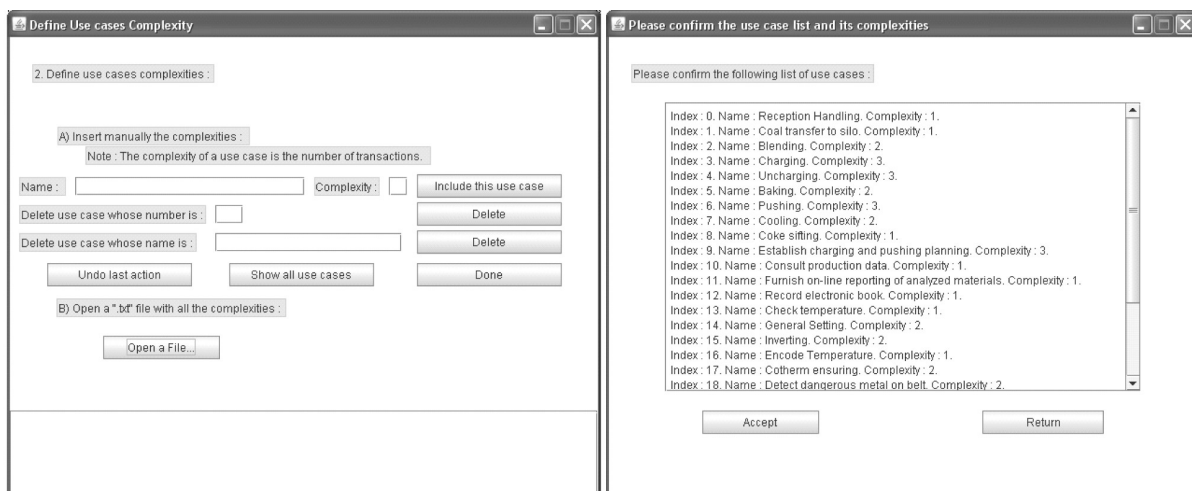 Define Use cases Complexity
2. Define use cases complexities :
A) Insert manually the complexities :
Note : The complexity of a use case is the number of transactions.
Name : Complexity : Include this use case
Delete use case whose number is : Delete
Delete use case whose name is : Delete
Undo last action Show all use cases Done
B) Open a ".txt" file with all the complexities :
Open a File...
Please confirm the use case list and its complexities
Please confirm the following list of use cases :
Index : 0. Name : Reception Handling. Complexity : 1.
Index : 1. Name : Coal transfer to silo. Complexity : 1.
Index : 2. Name : Blending. Complexity : 2.
Index : 3. Name : Charging. Complexity : 3.
Index : 4. Name : Uncharging. Complexity : 3.
Index : 5. Name : Baking. Complexity : 2.
Index : 6. Name : Pushing. Complexity : 3.
Index : 7. Name : Cooling. Complexity : 2.
Index : 8. Name : Coke sifting. Complexity : 1.
Index : 9. Name : Establish charging and pushing planning. Complexity : 3.
Index : 10. Name : Consult production data. Complexity : 1.
Index : 11. Name : Furnish on-line reporting of analyzed materials. Complexity : 1.
Index : 12. Name : Record electronic book. Complexity : 1.
Index : 13. Name : Check temperature. Complexity : 1.
Index : 14. Name : General Setting. Complexity : 2.
Index : 15. Name : Inverting. Complexity : 2.
Index : 16. Name : Encode Temperature. Complexity : 1.
Index : 17. Name : Cotherm ensuring. Complexity : 2.
Index : 18. Name : Detect dangerous metal on belt. Complexity : 2.
Accept Return